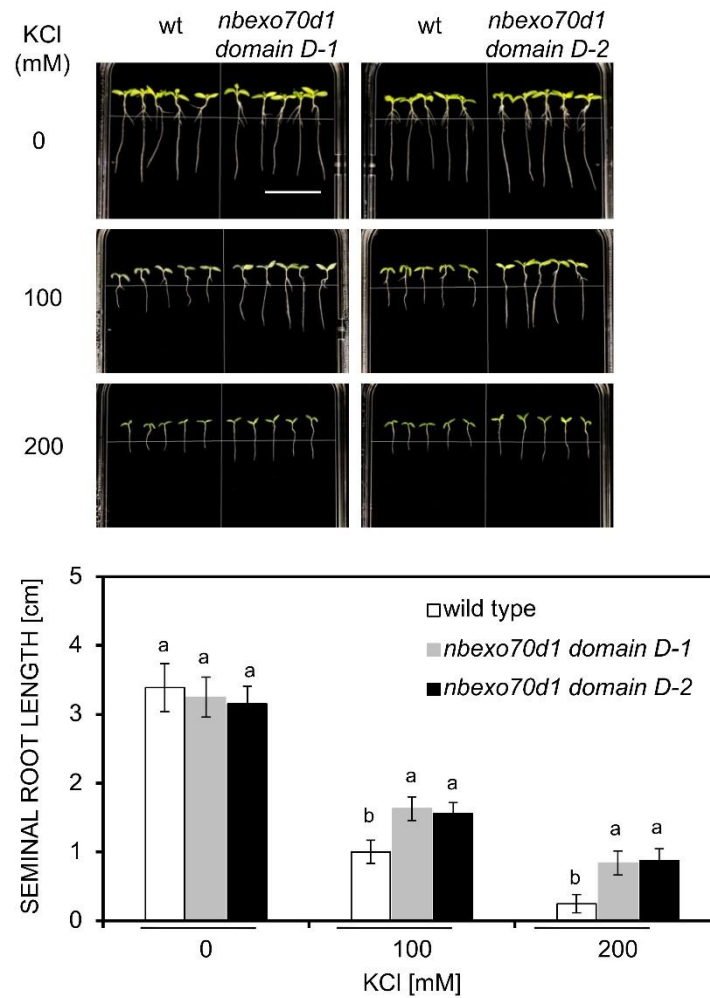 KCl
(mM)
wt
nbexo70d1
domain D-1
wt
nbexo70d1
domain D-2
0
100
200
SEMINAL ROOT LENGTH [cm]
5
4
3
2
1
0
wild type
nbexo70d1 domain D-1
nbexo70d1 domain D-2
a
a
a
b
a
a
b
a
a
0
100
200
KCl [mM]